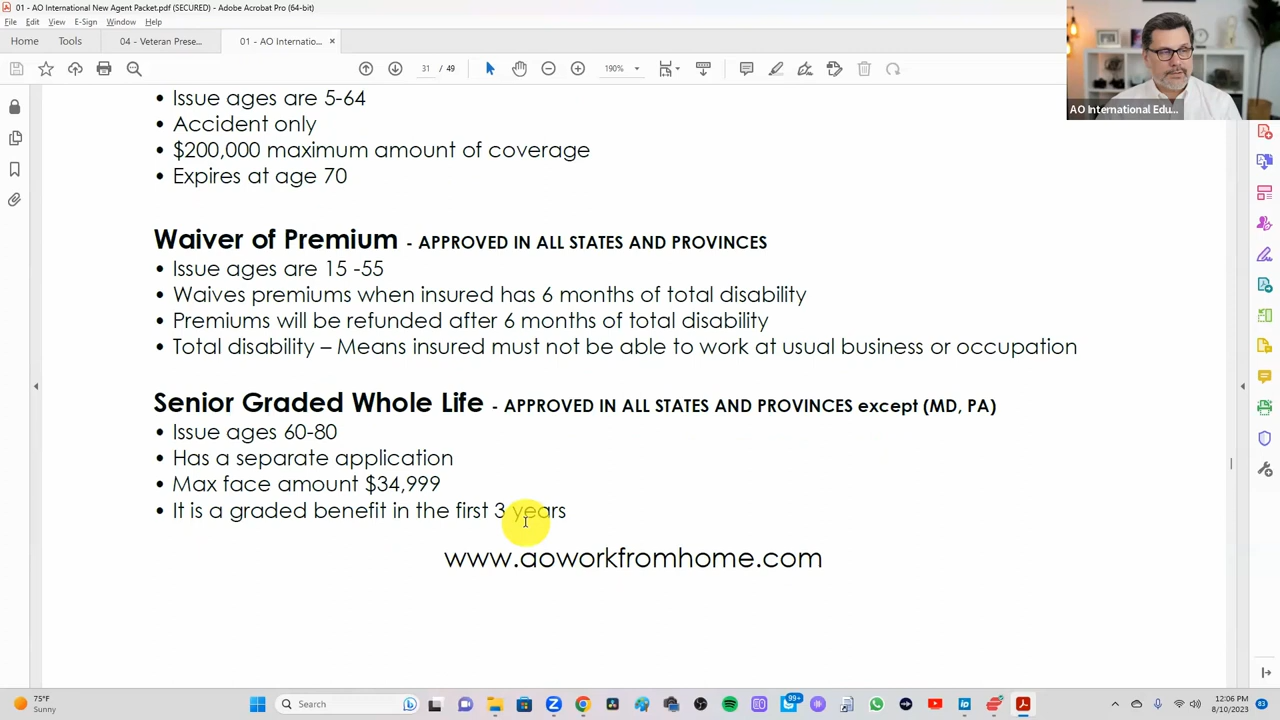 01 - AO International New Agent Packet.pdf (SECURED) - Adobe Acrobat Pro (64-bit)
File Edit View E-Sign Window Help
Home Tools 04 - Veteran Prese... 01 - AO Internatio... ×
31 / 49 190%
AO International Edu...
• Issue ages are 5-64
• Accident only
• $200,000 maximum amount of coverage
• Expires at age 70
Waiver of Premium - APPROVED IN ALL STATES AND PROVINCES
• Issue ages are 15 -55
• Waives premiums when insured has 6 months of total disability
• Premiums will be refunded after 6 months of total disability
• Total disability – Means insured must not be able to work at usual business or occupation
Senior Graded Whole Life - APPROVED IN ALL STATES AND PROVINCES except (MD, PA)
• Issue ages 60-80
• Has a separate application
• Max face amount $34,999
• It is a graded benefit in the first 3 years
www.aoworkfromhome.com
75°F
Sunny
Search
99+
12:06 PM
8/10/2023
83